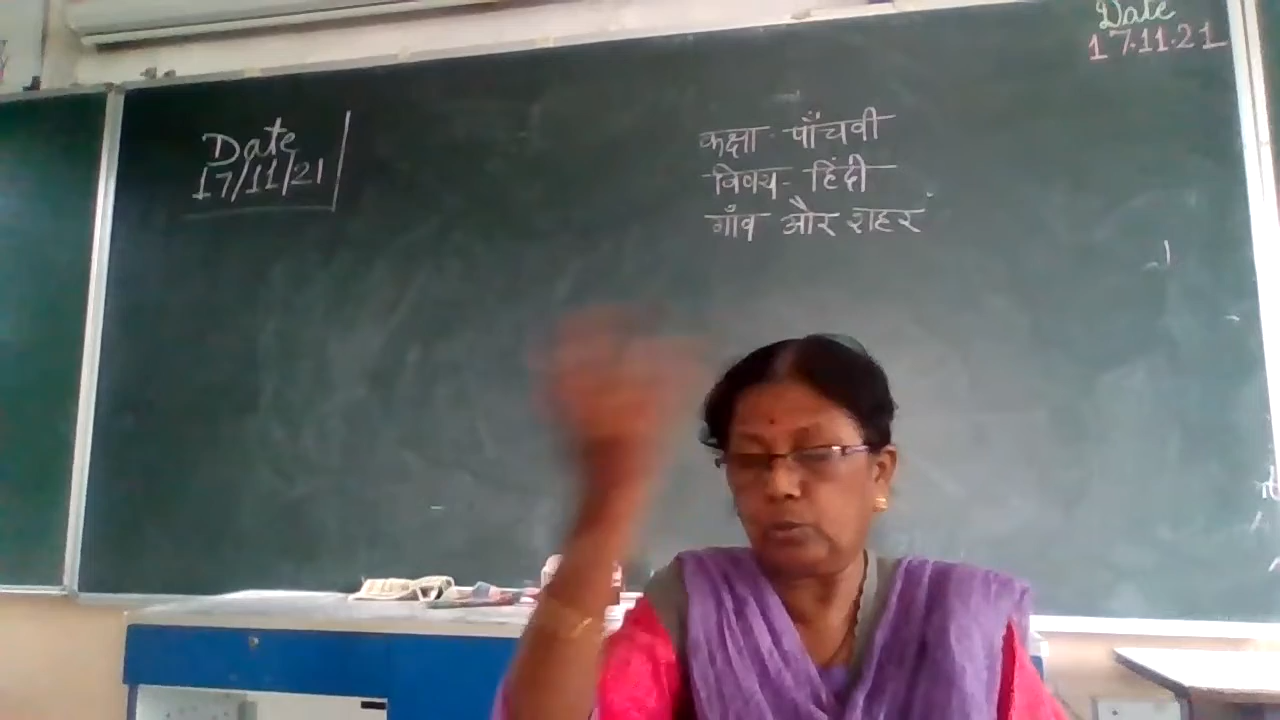 Date
17.11.21
Date
17/11/21
कक्षा - पाँचवी
विषय - हिंदी
गाँव और शहर